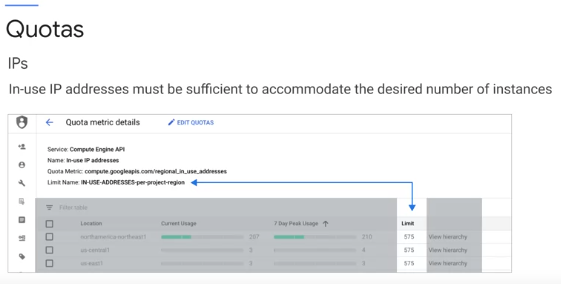 Quotas
IPs
In-use IP addresses must be sufficient to accommodate the desired number of instances
Quota metric details EDIT QUOTAS
Service: Compute Engine API
Name: In-use IP addresses
Quota Metric: compute.googleapis.com/regional_in_use_addresses
Limit Name: IN-USE-ADDRESSES-per-project-region
Filter table
Location Current Usage 7 Day Peak Usage Limit
northamerica-northeast1 310 575 View hierarchy
us-central1 5 4 575 View hierarchy
us-east1 3 3 575 View hierarchy